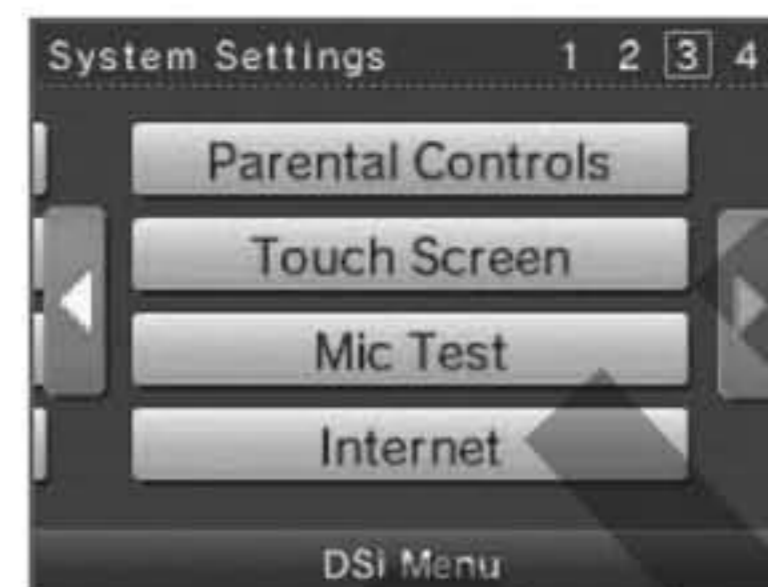 System Settings 1 2 3 4
Parental Controls
Touch Screen
Mic Test
Internet
DSi Menu